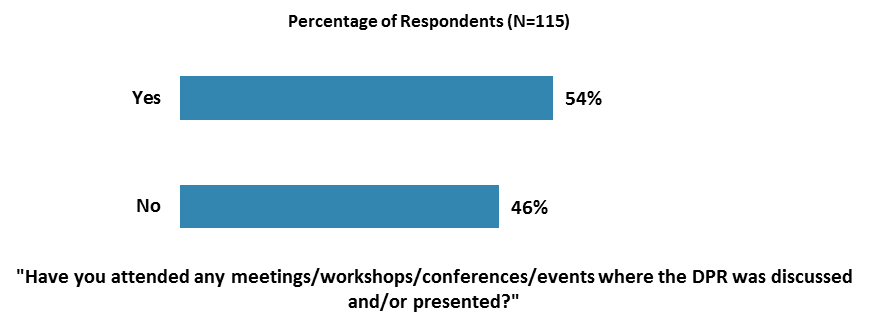 Percentage of Respondents (N=115)
Yes 54%
No 46%
"Have you attended any meetings/workshops/conferences/events where the DPR was discussed
and/or presented?"